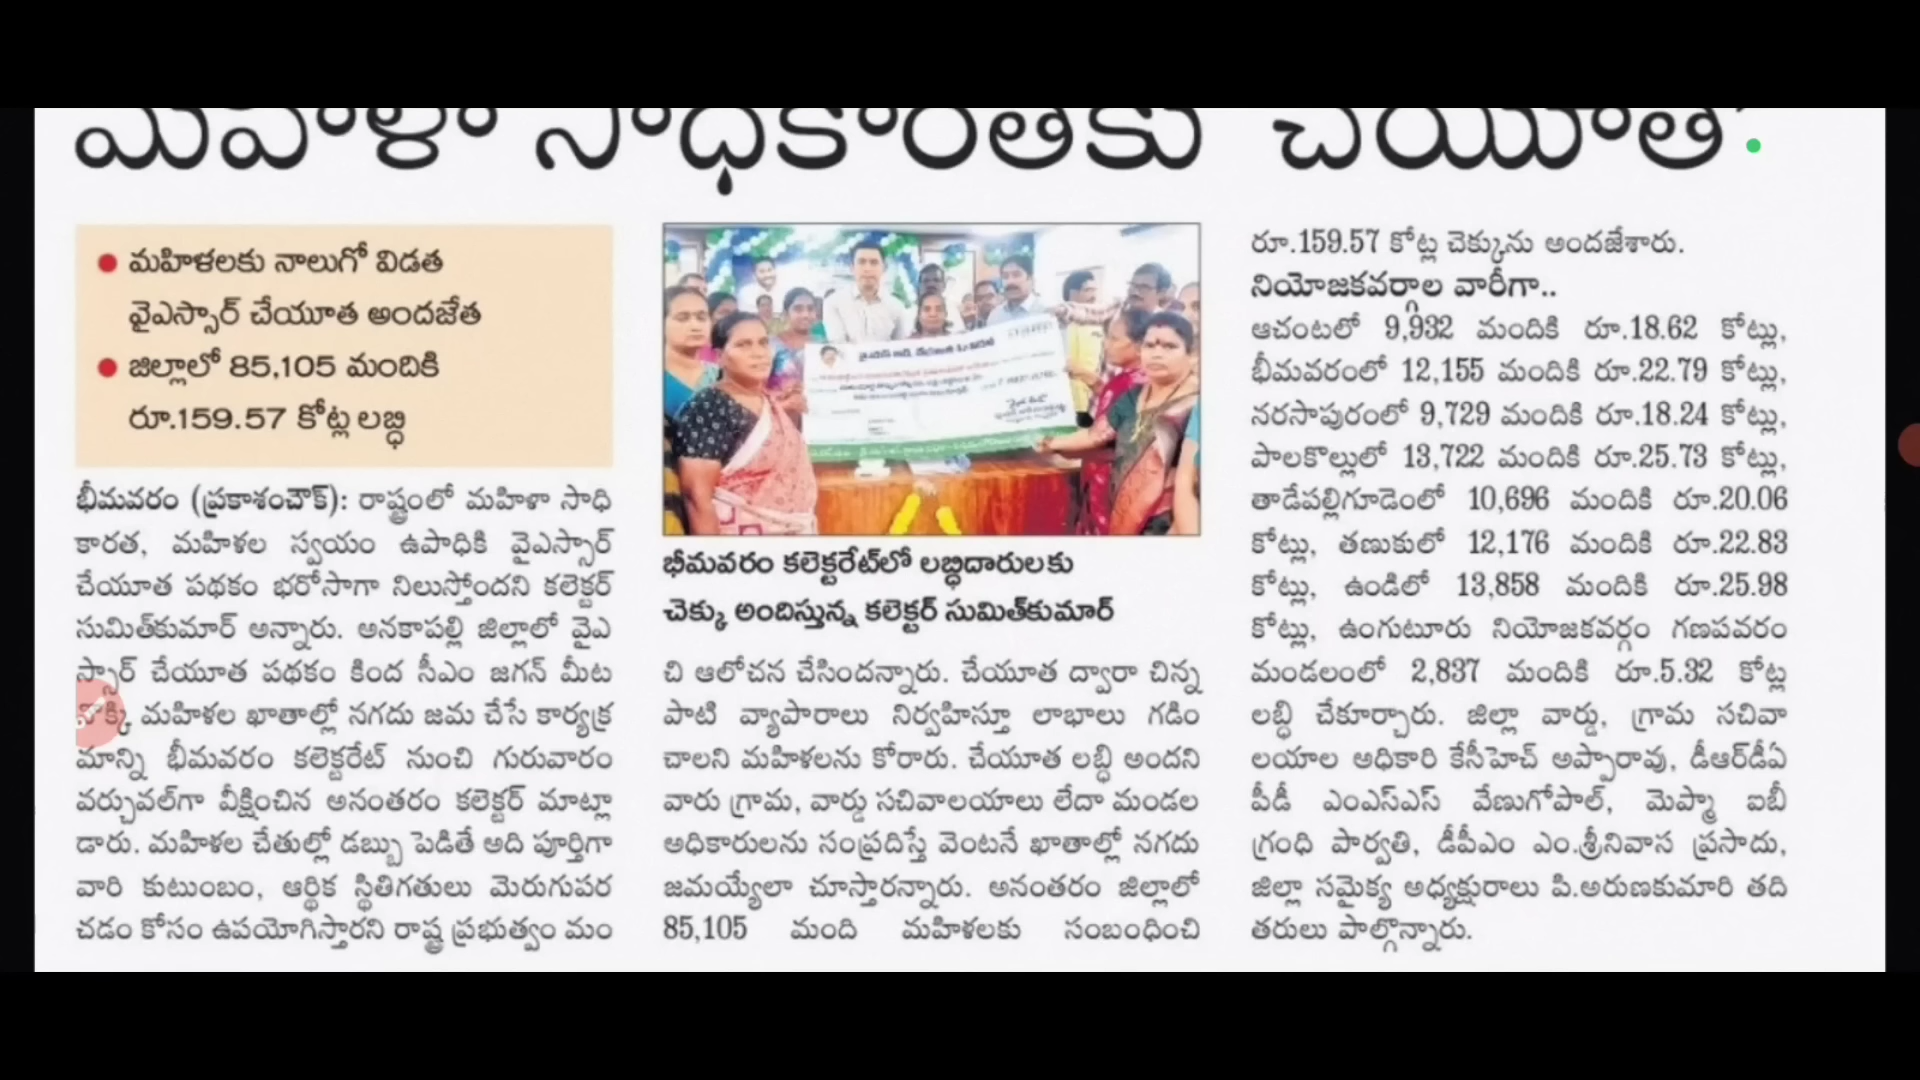 మహిళా సాధికారతకు 'చేయూత'
● మహిళలకు నాలుగో విడత
వైఎస్సార్ చేయూత అందజేత
● జిల్లాలో 85,105 మందికి
రూ.159.57 కోట్ల లబ్ధి
భీమవరం (ప్రకాశంచౌక్): రాష్ట్రంలో మహిళా సాధి
కారత, మహిళల స్వయం ఉపాధికి వైఎస్సార్
చేయూత పథకం భరోసాగా నిలుస్తోందని కలెక్టర్
సుమిత్‌కుమార్ అన్నారు. అనకాపల్లి జిల్లాలో వైఎ
స్సార్ చేయూత పథకం కింద సీఎం జగన్ మీట
నొక్కి మహిళల ఖాతాల్లో నగదు జమ చేసే కార్యక్ర
మాన్ని భీమవరం కలెక్టరేట్ నుంచి గురువారం
వర్చువల్‌గా వీక్షించిన అనంతరం కలెక్టర్ మాట్లా
డారు. మహిళల చేతుల్లో డబ్బు పెడితే అది పూర్తిగా
వారి కుటుంబం, ఆర్థిక స్థితిగతులు మెరుగుపర
చడం కోసం ఉపయోగిస్తారని రాష్ట్ర ప్రభుత్వం మం
భీమవరం కలెక్టరేట్‌లో లబ్ధిదారులకు
చెక్కు అందిస్తున్న కలెక్టర్ సుమిత్‌కుమార్
చి ఆలోచన చేసిందన్నారు. చేయూత ద్వారా చిన్న
పాటి వ్యాపారాలు నిర్వహిస్తూ లాభాలు గడిం
చాలని మహిళలను కోరారు. చేయూత లబ్ధి అందని
వారు గ్రామ, వార్డు సచివాలయాలు లేదా మండల
అధికారులను సంప్రదిస్తే వెంటనే ఖాతాల్లో నగదు
జమయ్యేలా చూస్తారన్నారు. అనంతరం జిల్లాలో
85,105 మంది మహిళలకు సంబంధించి
రూ.159.57 కోట్ల చెక్కును అందజేశారు.
నియోజకవర్గాల వారీగా..
ఆచంటలో 9,932 మందికి రూ.18.62 కోట్లు,
భీమవరంలో 12,155 మందికి రూ.22.79 కోట్లు,
నరసాపురంలో 9,729 మందికి రూ.18.24 కోట్లు,
పాలకొల్లులో 13,722 మందికి రూ.25.73 కోట్లు,
తాడేపల్లిగూడెంలో 10,696 మందికి రూ.20.06
కోట్లు, తణుకులో 12,176 మందికి రూ.22.83
కోట్లు, ఉండిలో 13,858 మందికి రూ.25.98
కోట్లు, ఉంగుటూరు నియోజకవర్గం గణపవరం
మండలంలో 2,837 మందికి రూ.5.32 కోట్ల
లబ్ధి చేకూర్చారు. జిల్లా వార్డు, గ్రామ సచివా
లయాల అధికారి కేసీహెచ్ అప్పారావు, డీఆర్‌డీఏ
పీడీ ఎంఎస్ఎస్ వేణుగోపాల్, మెప్మా ఐబీ
గ్రంధి పార్వతి, డీపీఎం ఎం.శ్రీనివాస ప్రసాదు,
జిల్లా సమైక్య అధ్యక్షురాలు పి.అరుణకుమారి తది
తరులు పాల్గొన్నారు.